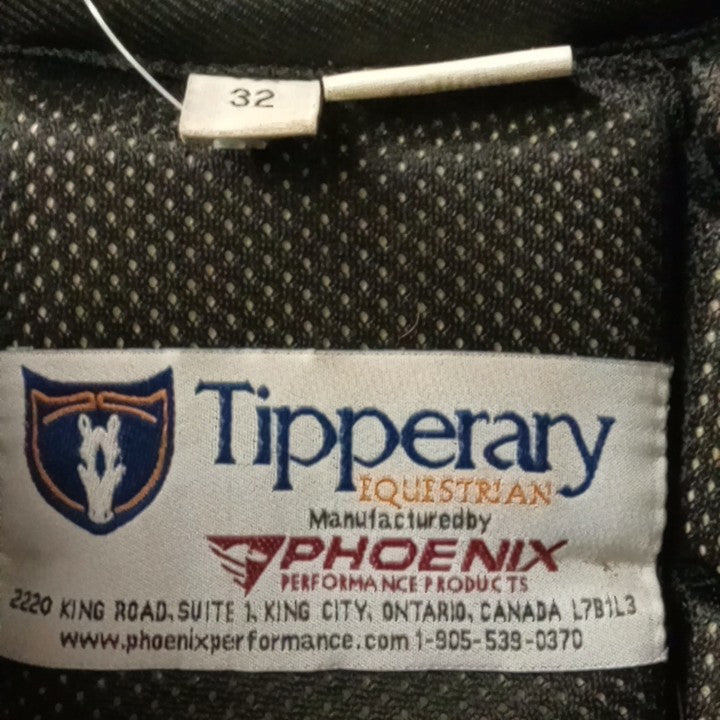 32
Tipperary
EQUESTRIAN
Manufacturedby
PHOENIX
PERFORMANCE PRODUCTS
2220 KING ROAD, SUITE 1, KING CITY, ONTARIO, CANADA L7B1L3
www.phoenixperformance.com 1-905-539-0370